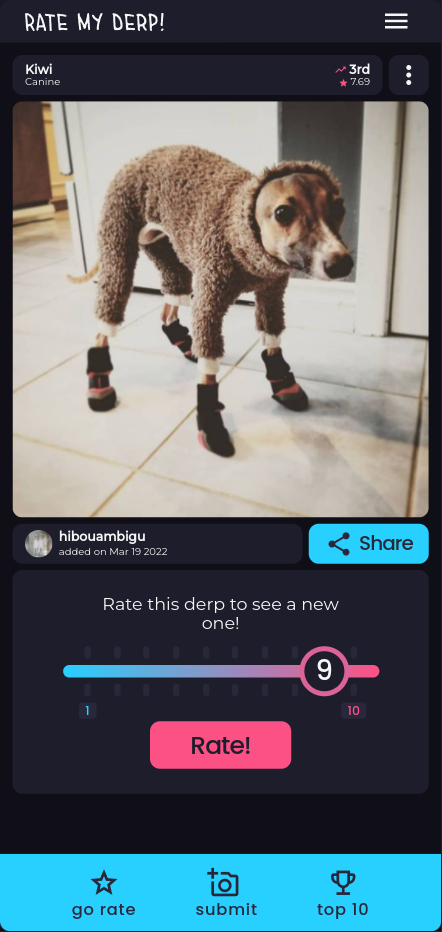 RATE MY DERP!
Kiwi
3rd
Canine
7.69
hibouambigu
added on Mar 19 2022
Share
Rate this derp to see a new
one!
9
1
10
Rate!
go rate
submit
top 10